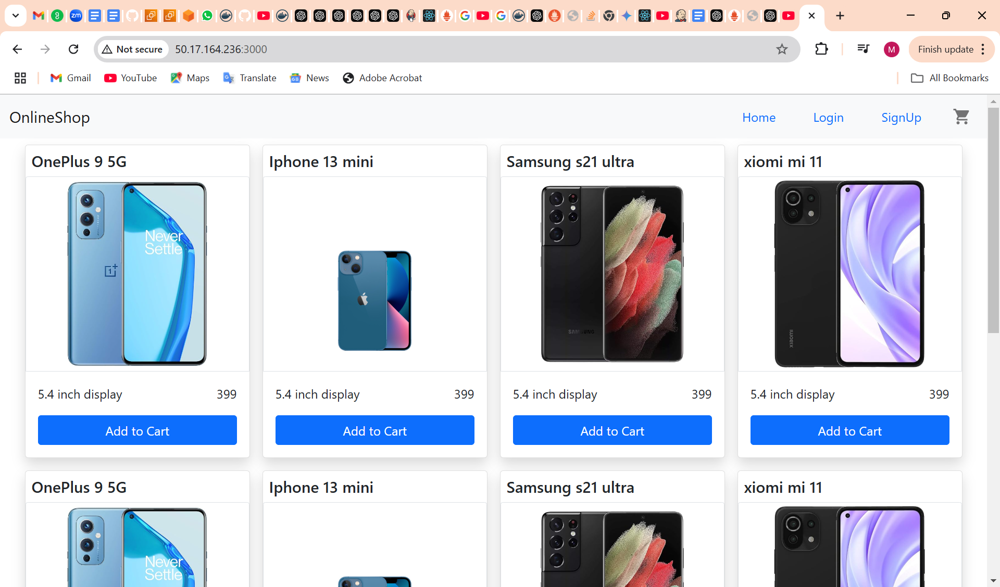 zm
Not secure 50.17.164.236:3000 M Finish update
Gmail YouTube Maps Translate News Adobe Acrobat All Bookmarks
OnlineShop Home Login SignUp
OnePlus 9 5G Iphone 13 mini Samsung s21 ultra xiomi mi 11
Never
Settle
SAMSUNG
xiaomi
5.4 inch display 399 5.4 inch display 399 5.4 inch display 399 5.4 inch display 399
Add to Cart Add to Cart Add to Cart Add to Cart
OnePlus 9 5G Iphone 13 mini Samsung s21 ultra xiomi mi 11
Never
Settle